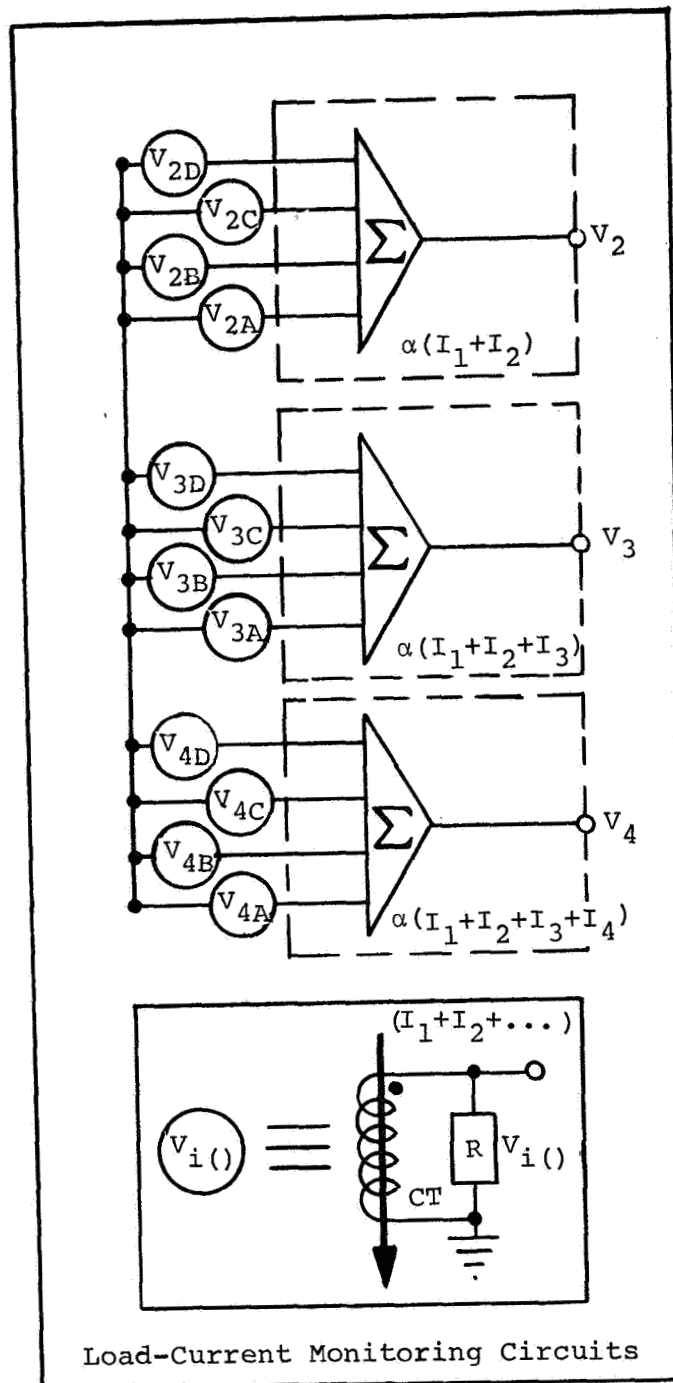 V2D
V2C
V2B
V2A
Σ
V2
α(I1+I2)
V3D
V3C
V3B
V3A
Σ
V3
α(I1+I2+I3)
V4D
V4C
V4B
V4A
Σ
V4
α(I1+I2+I3+I4)
(I1+I2+...)
Vi()
R
Vi()
CT
Load-Current Monitoring Circuits